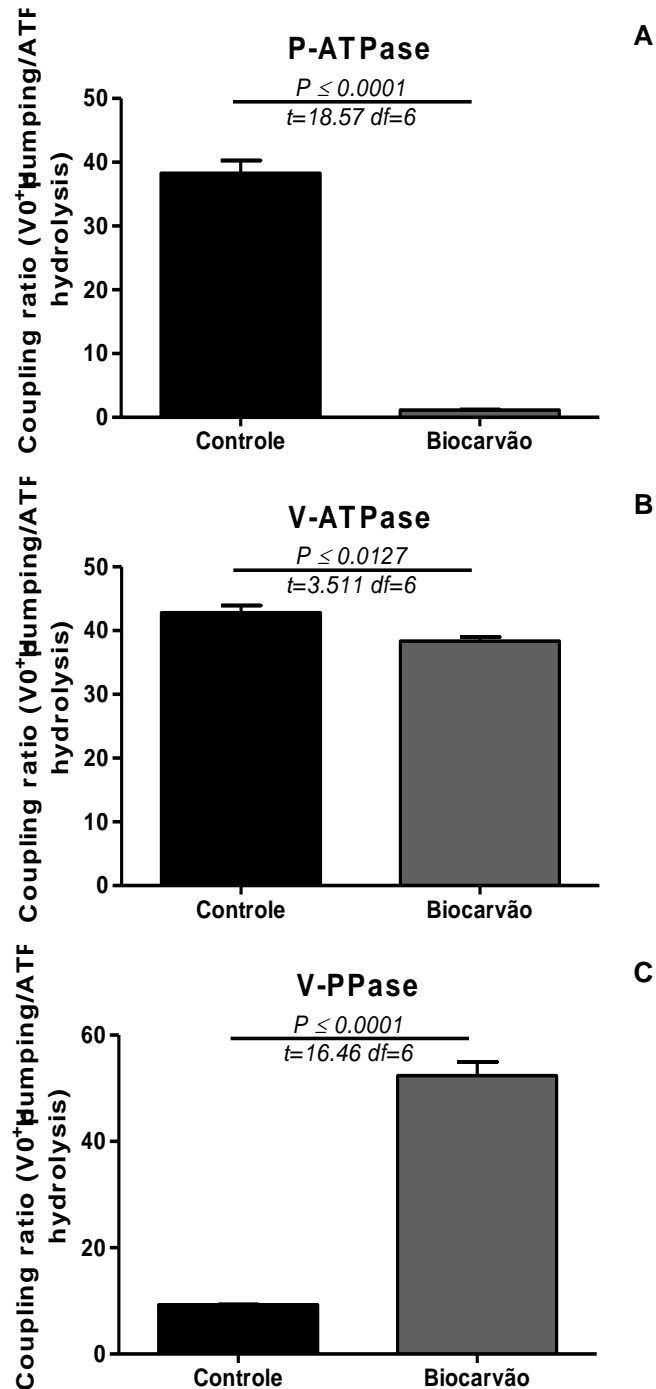 A
P-ATPase
P ≤ 0.0001
t=18.57 df=6
Coupling ratio (V0⁺ pumping/ATP
hydrolysis)
50
40
30
20
10
0
Controle
Biocarvão
B
V-ATPase
P ≤ 0.0127
t=3.511 df=6
Coupling ratio (V0⁺ pumping/ATP
hydrolysis)
50
40
30
20
10
0
Controle
Biocarvão
C
V-PPase
P ≤ 0.0001
t=16.46 df=6
Coupling ratio (V0⁺ pumping/ATP
hydrolysis)
60
40
20
0
Controle
Biocarvão